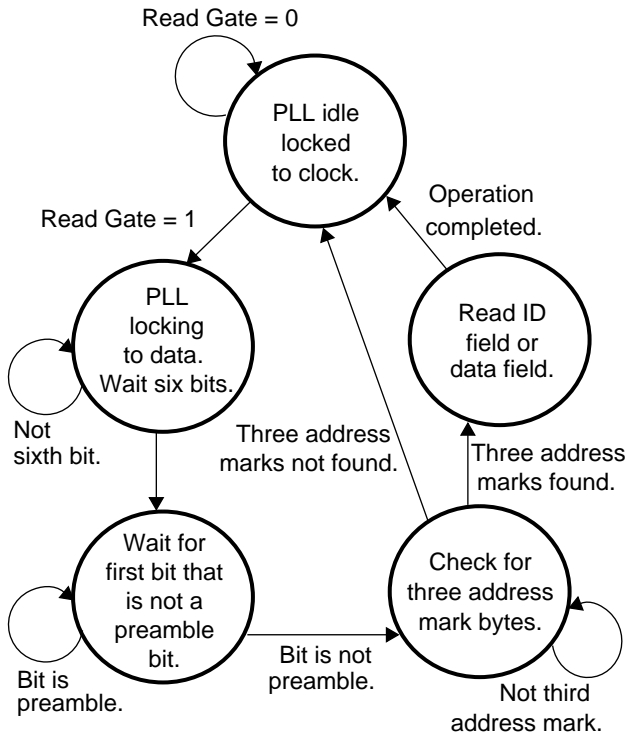 Read Gate = 0
PLL idle
locked
to clock.
Operation
completed.
Read Gate = 1
PLL
locking
to data.
Wait six bits.
Read ID
field or
data field.
Not
sixth bit.
Three address
marks not found.
Three address
marks found.
Wait for
first bit that
is not a
preamble
bit.
Check for
three address
mark bytes.
Bit is
preamble.
Bit is not
preamble.
Not third
address mark.